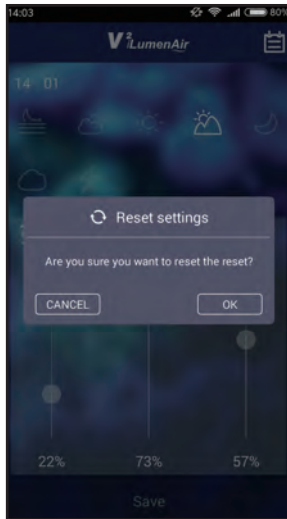 14:03 80%
V² iLumenAir
14 01
Reset settings
Are you sure you want to reset the reset?
CANCEL OK
22% 73% 57%
Save